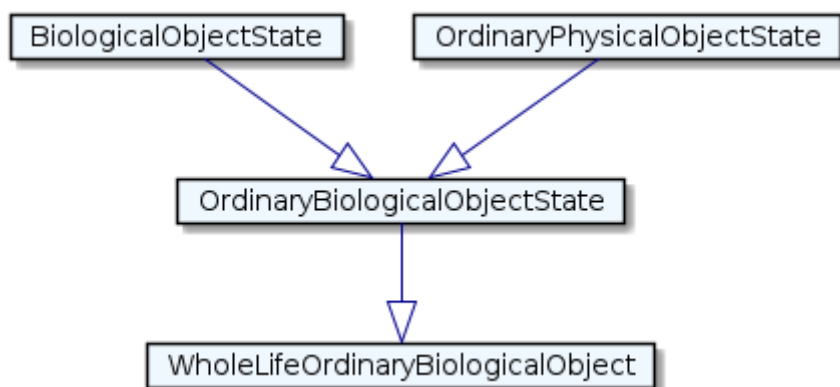 BiologicalObjectState
OrdinaryPhysicalObjectState
OrdinaryBiologicalObjectState
WholeLifeOrdinaryBiologicalObject